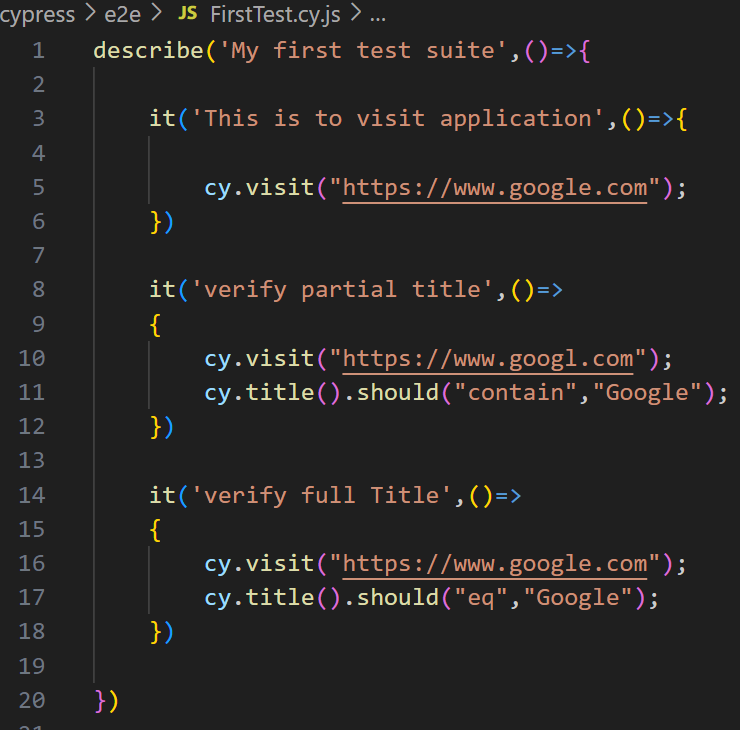 cypress > e2e > JS FirstTest.cy.js > ...
1 describe('My first test suite',()=>{
2
3 it('This is to visit application',()=>{
4
5 cy.visit("https://www.google.com");
6 })
7
8 it('verify partial title',()=>
9 {
10 cy.visit("https://www.googl.com");
11 cy.title().should("contain","Google");
12 })
13
14 it('verify full Title',()=>
15 {
16 cy.visit("https://www.google.com");
17 cy.title().should("eq","Google");
18 })
19
20 })